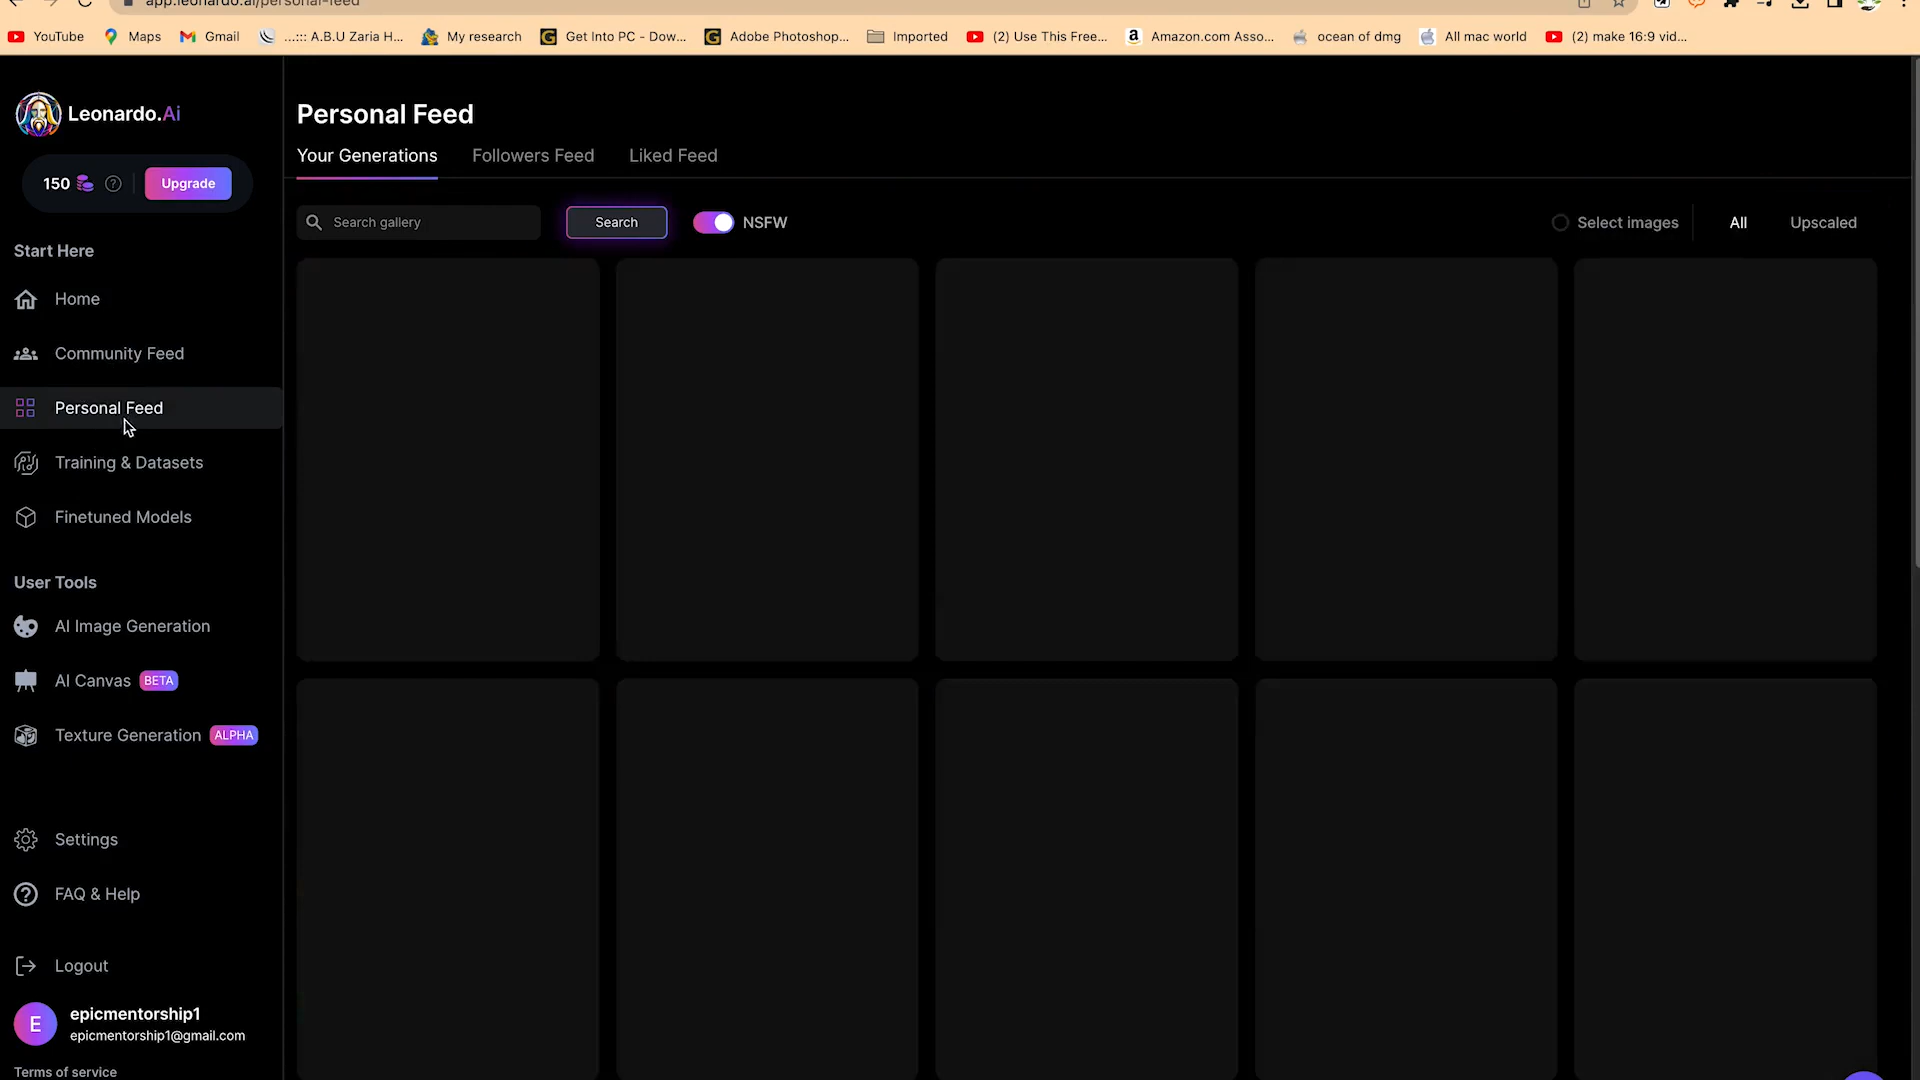 app.leonardo.ai/personal-feed
YouTube Maps Gmail ...::: A.B.U Zaria H... My research Get Into PC - Dow... Adobe Photoshop... Imported (2) Use This Free... Amazon.com Asso... ocean of dmg All mac world (2) make 16:9 vid...
Leonardo.Ai
150 Upgrade
Start Here
Home
Community Feed
Personal Feed
Training & Datasets
Finetuned Models
User Tools
AI Image Generation
AI Canvas BETA
Texture Generation ALPHA
Settings
FAQ & Help
Logout
E
epicmentorship1
epicmentorship1@gmail.com
Terms of service
Personal Feed
Your Generations Followers Feed Liked Feed
Search gallery Search NSFW Select images All Upscaled